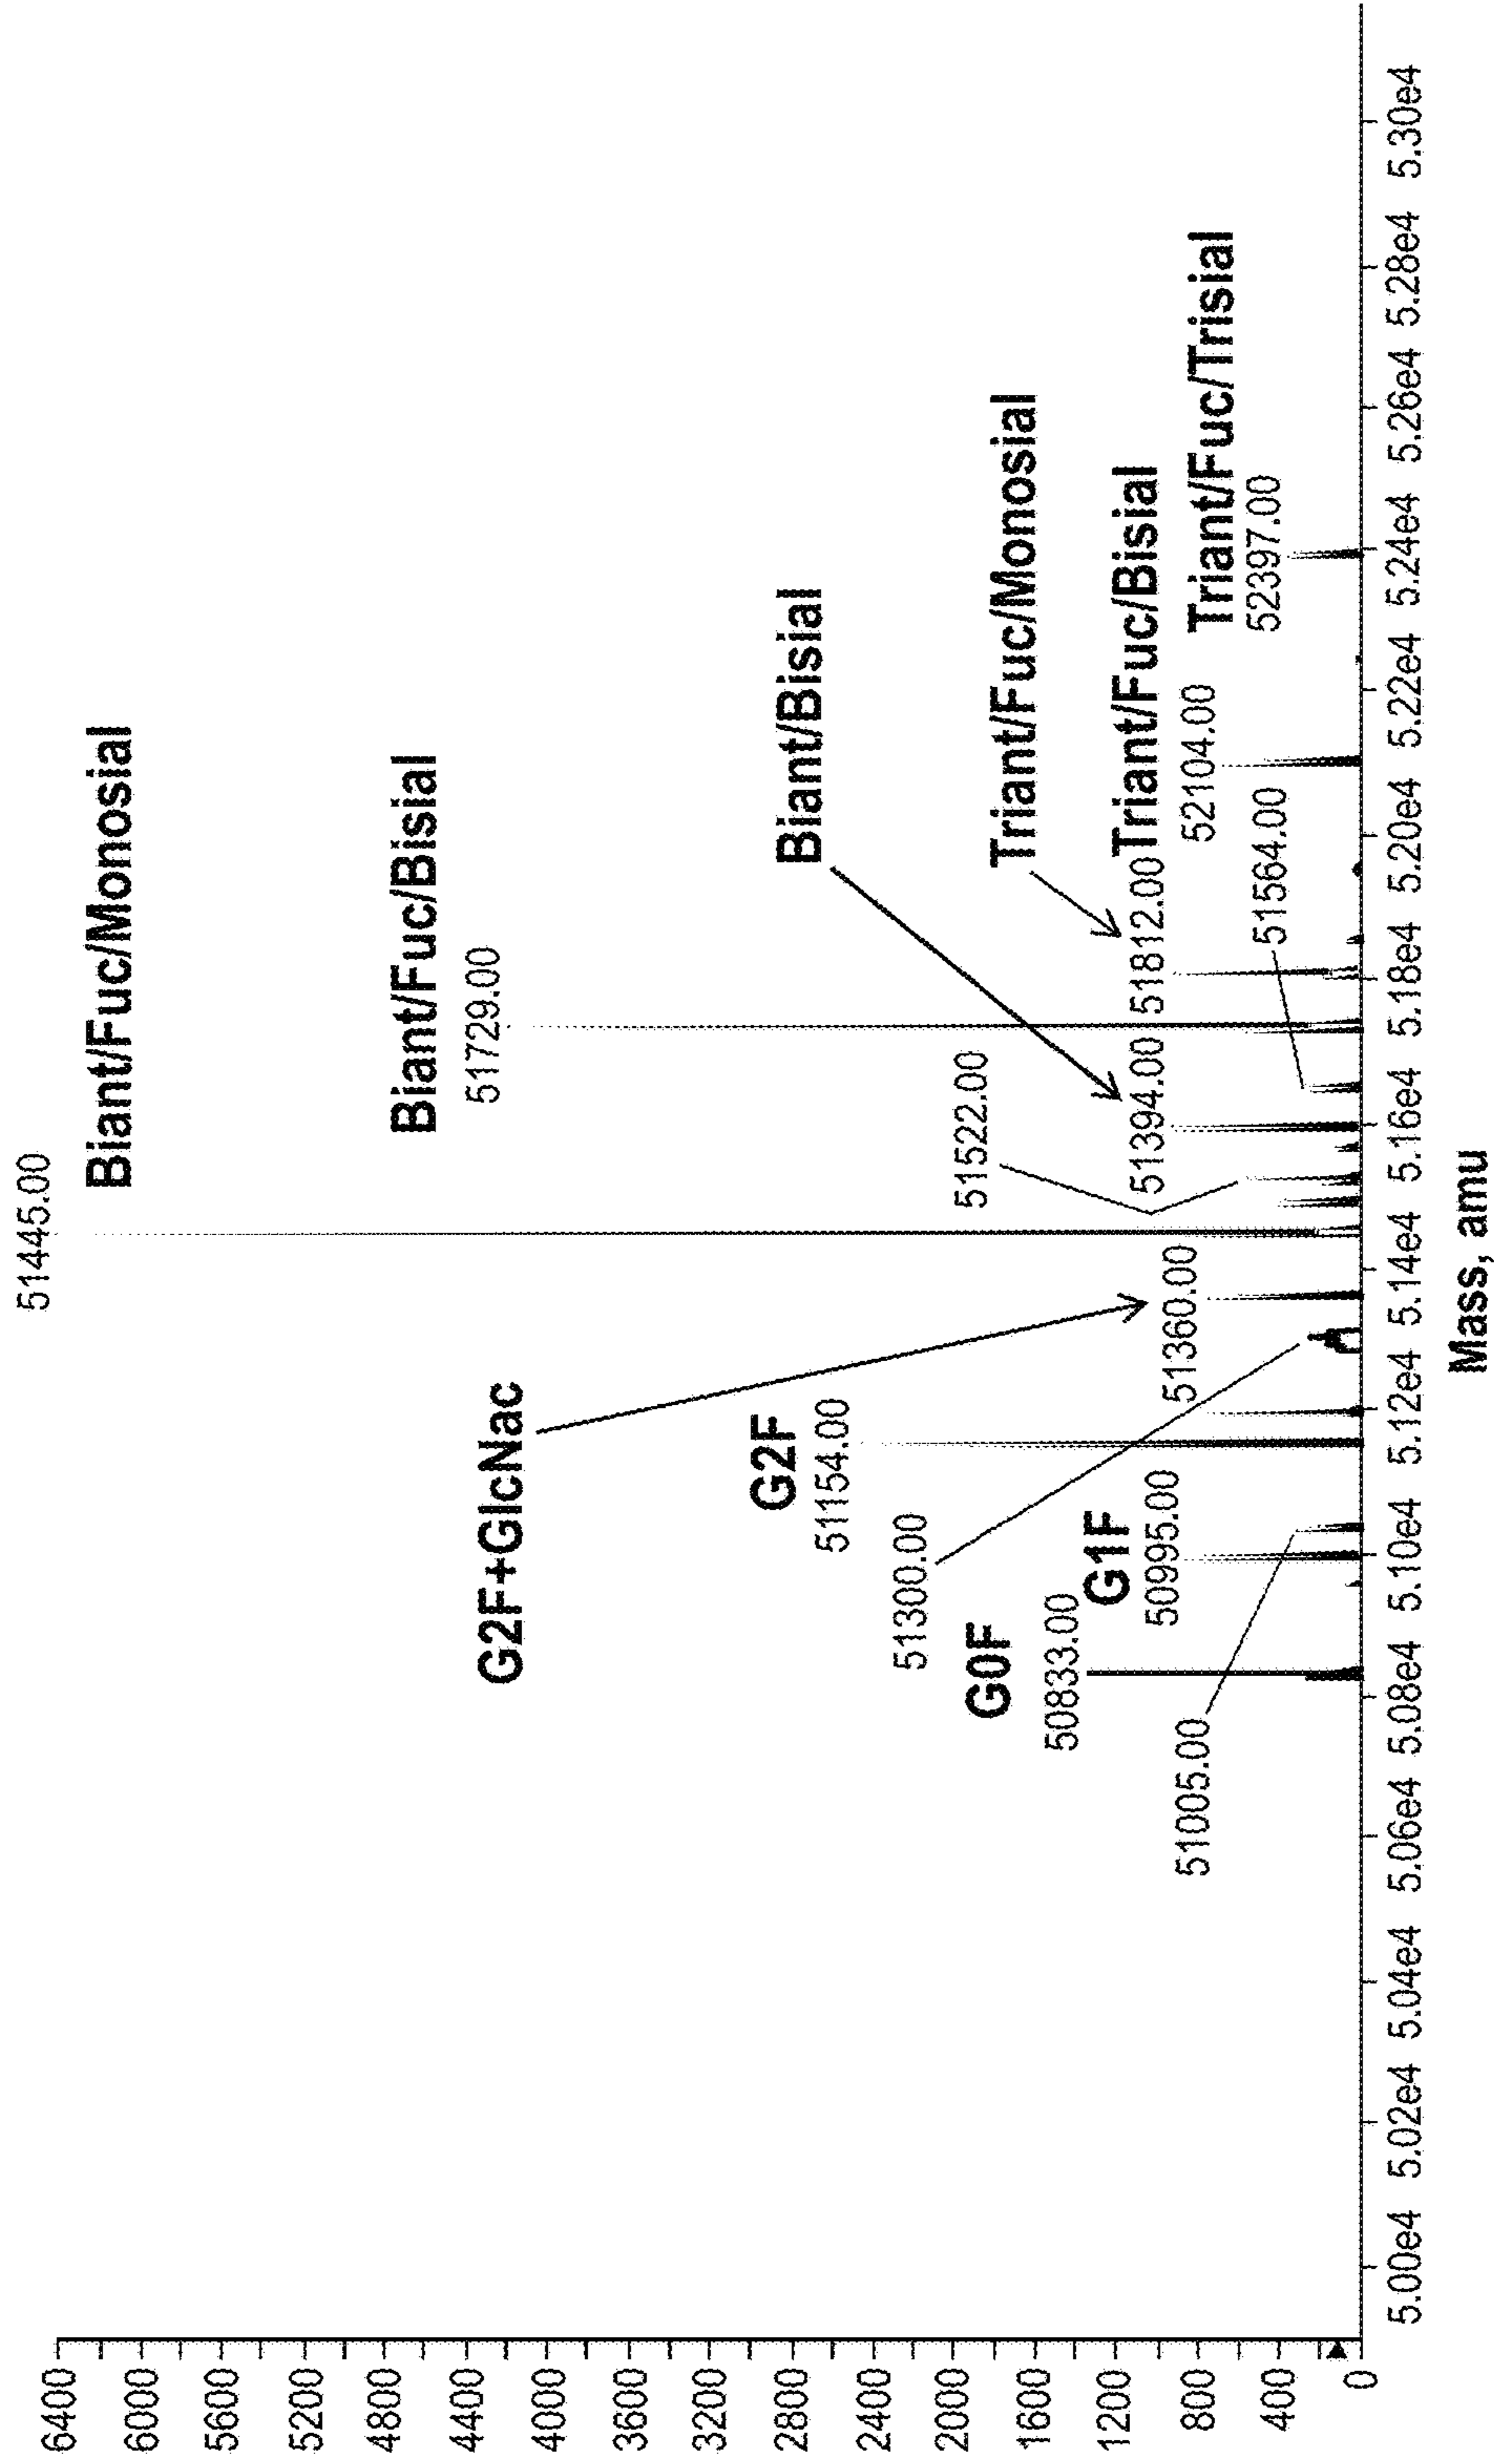 6400
6000
5600
5200
4800
4400
4000
3600
3200
2800
2400
2000
1600
1200
800
400
0
51445.00
Biant/Fuc/Monosial
Biant/Fuc/Bisial
51729.00
G2F+GlcNac
G2F
51154.00
Biant/Bisial
51300.00
51522.00
G0F
50833.00
Triant/Fuc/Monosial
G1F
50995.00
51394.00
51812.00
Triant/Fuc/Bisial
51005.00
51360.00
52104.00
Triant/Fuc/Trisial
52397.00
51564.00
5.00e4 5.02e4 5.04e4 5.06e4 5.08e4 5.10e4 5.12e4 5.14e4 5.16e4 5.18e4 5.20e4 5.22e4 5.24e4 5.26e4 5.28e4 5.30e4
Mass, amu